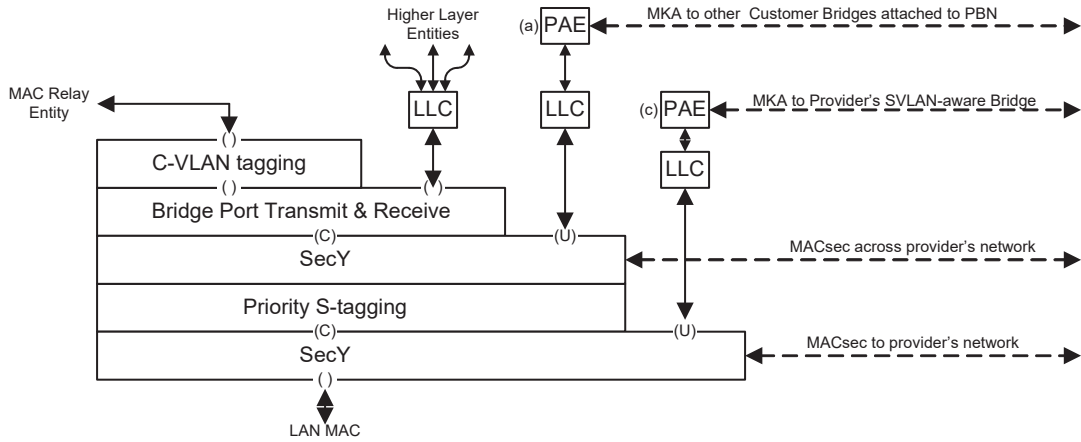 Higher Layer
Entities
(a) PAE
MKA to other Customer Bridges attached to PBN
MAC Relay
Entity
LLC
LLC
(c) PAE
MKA to Provider's SVLAN-aware Bridge
( )
C-VLAN tagging
LLC
( )
( )
Bridge Port Transmit & Receive
(C)
(U)
SecY
MACsec across provider's network
Priority S-tagging
(C)
(U)
SecY
MACsec to provider's network
( )
LAN MAC